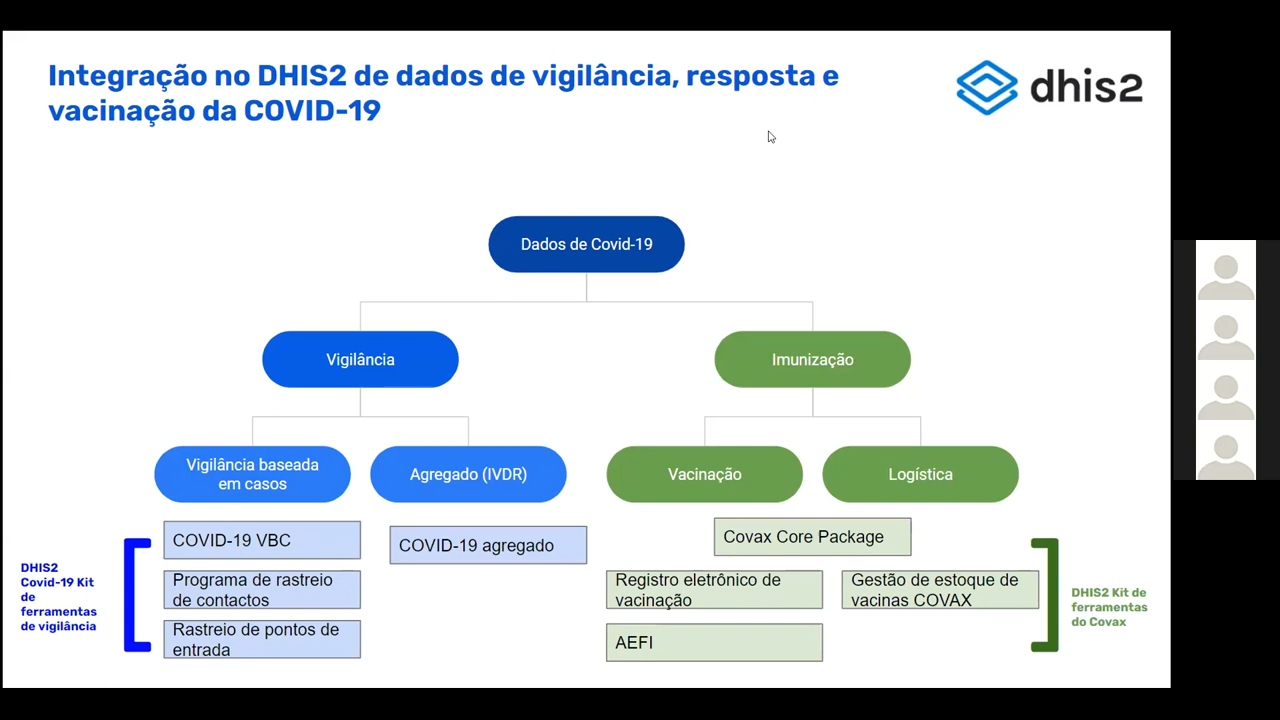 Integração no DHIS2 de dados de vigilância, resposta e
vacinação da COVID-19
dhis2
Dados de Covid-19
Vigilância
Imunização
Vigilância baseada
em casos
Agregado (IVDR)
Vacinação
Logística
COVID-19 VBC
COVID-19 agregado
Covax Core Package
Programa de rastreio
de contactos
Registro eletrônico de
vacinação
Gestão de estoque de
vacinas COVAX
Rastreio de pontos de
entrada
AEFI
DHIS2
Covid-19 Kit
de
ferramentas
de vigilância
DHIS2 Kit de
ferramentas
do Covax